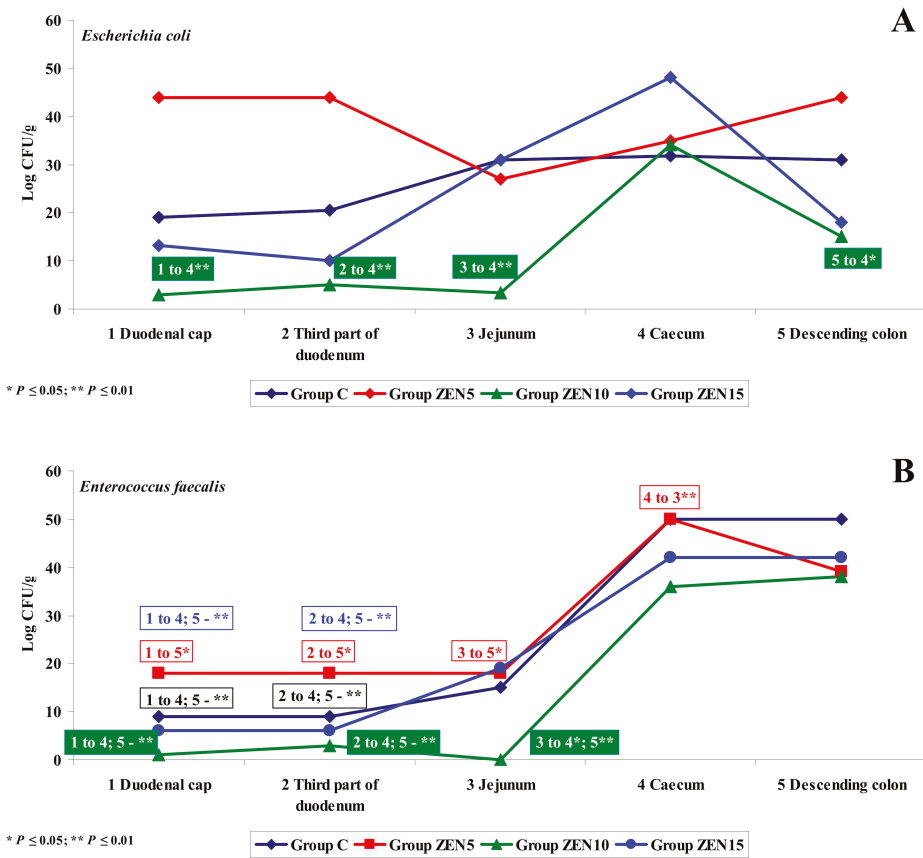 A
60
Escherichia coli
50
40
Log CFU/g
30
20
10
0
1 to 4**
2 to 4**
3 to 4**
5 to 4*
1 Duodenal cap
2 Third part of
duodenum
3 Jejunum
4 Caecum
5 Descending colon
* P ≤ 0.05; ** P ≤ 0.01
Group C
Group ZEN5
Group ZEN10
Group ZEN15
B
60
Enterococcus faecalis
50
40
Log CFU/g
30
20
10
0
4 to 3**
1 to 4; 5 - **
2 to 4; 5 - **
1 to 5*
2 to 5*
3 to 5*
1 to 4; 5 - **
2 to 4; 5 - **
1 to 4; 5 - **
2 to 4; 5 - **
3 to 4*; 5**
1 Duodenal cap
2 Third part of
duodenum
3 Jejunum
4 Caecum
5 Descending colon
* P ≤ 0.05; ** P ≤ 0.01
Group C
Group ZEN5
Group ZEN10
Group ZEN15